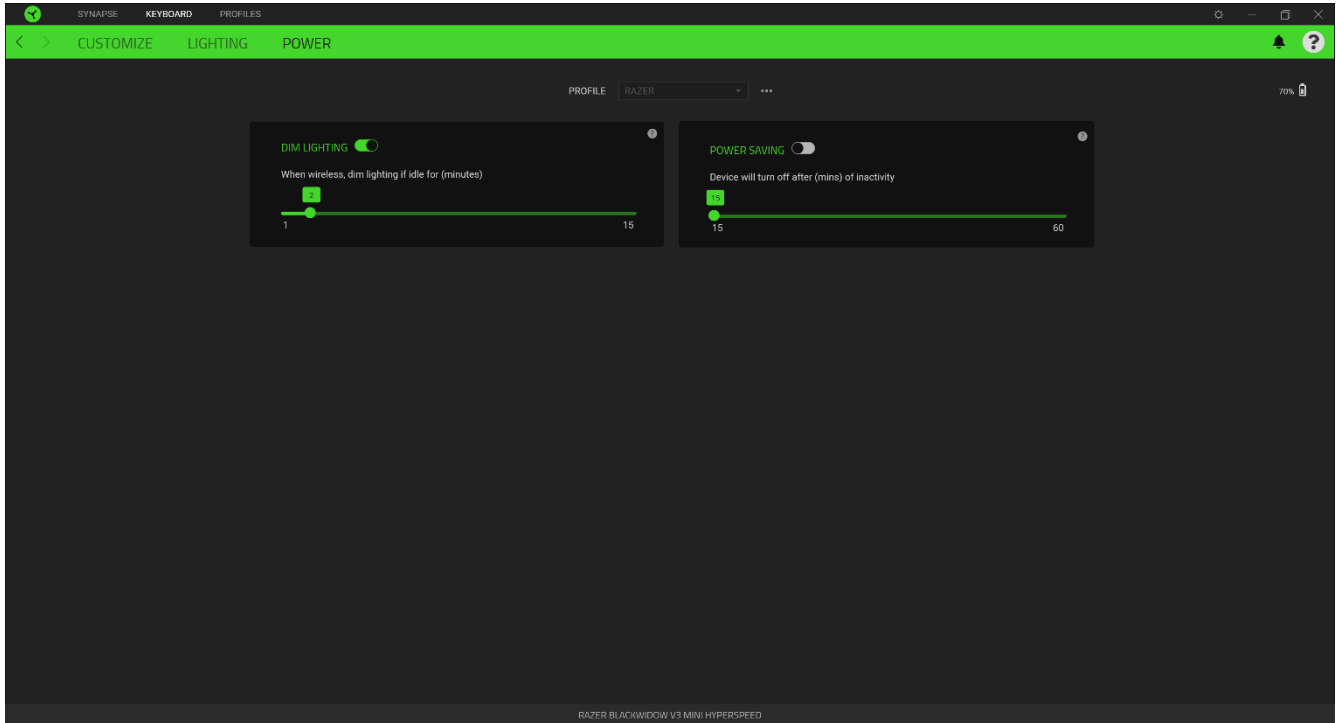 SYNAPSE KEYBOARD PROFILES
CUSTOMIZE LIGHTING POWER
?
PROFILE RAZER
70%
DIM LIGHTING
?
When wireless, dim lighting if idle for (minutes)
2
1 15
POWER SAVING
?
Device will turn off after (mins) of inactivity
15
15 60
RAZER BLACKWIDOW V3 MINI HYPERSPEED